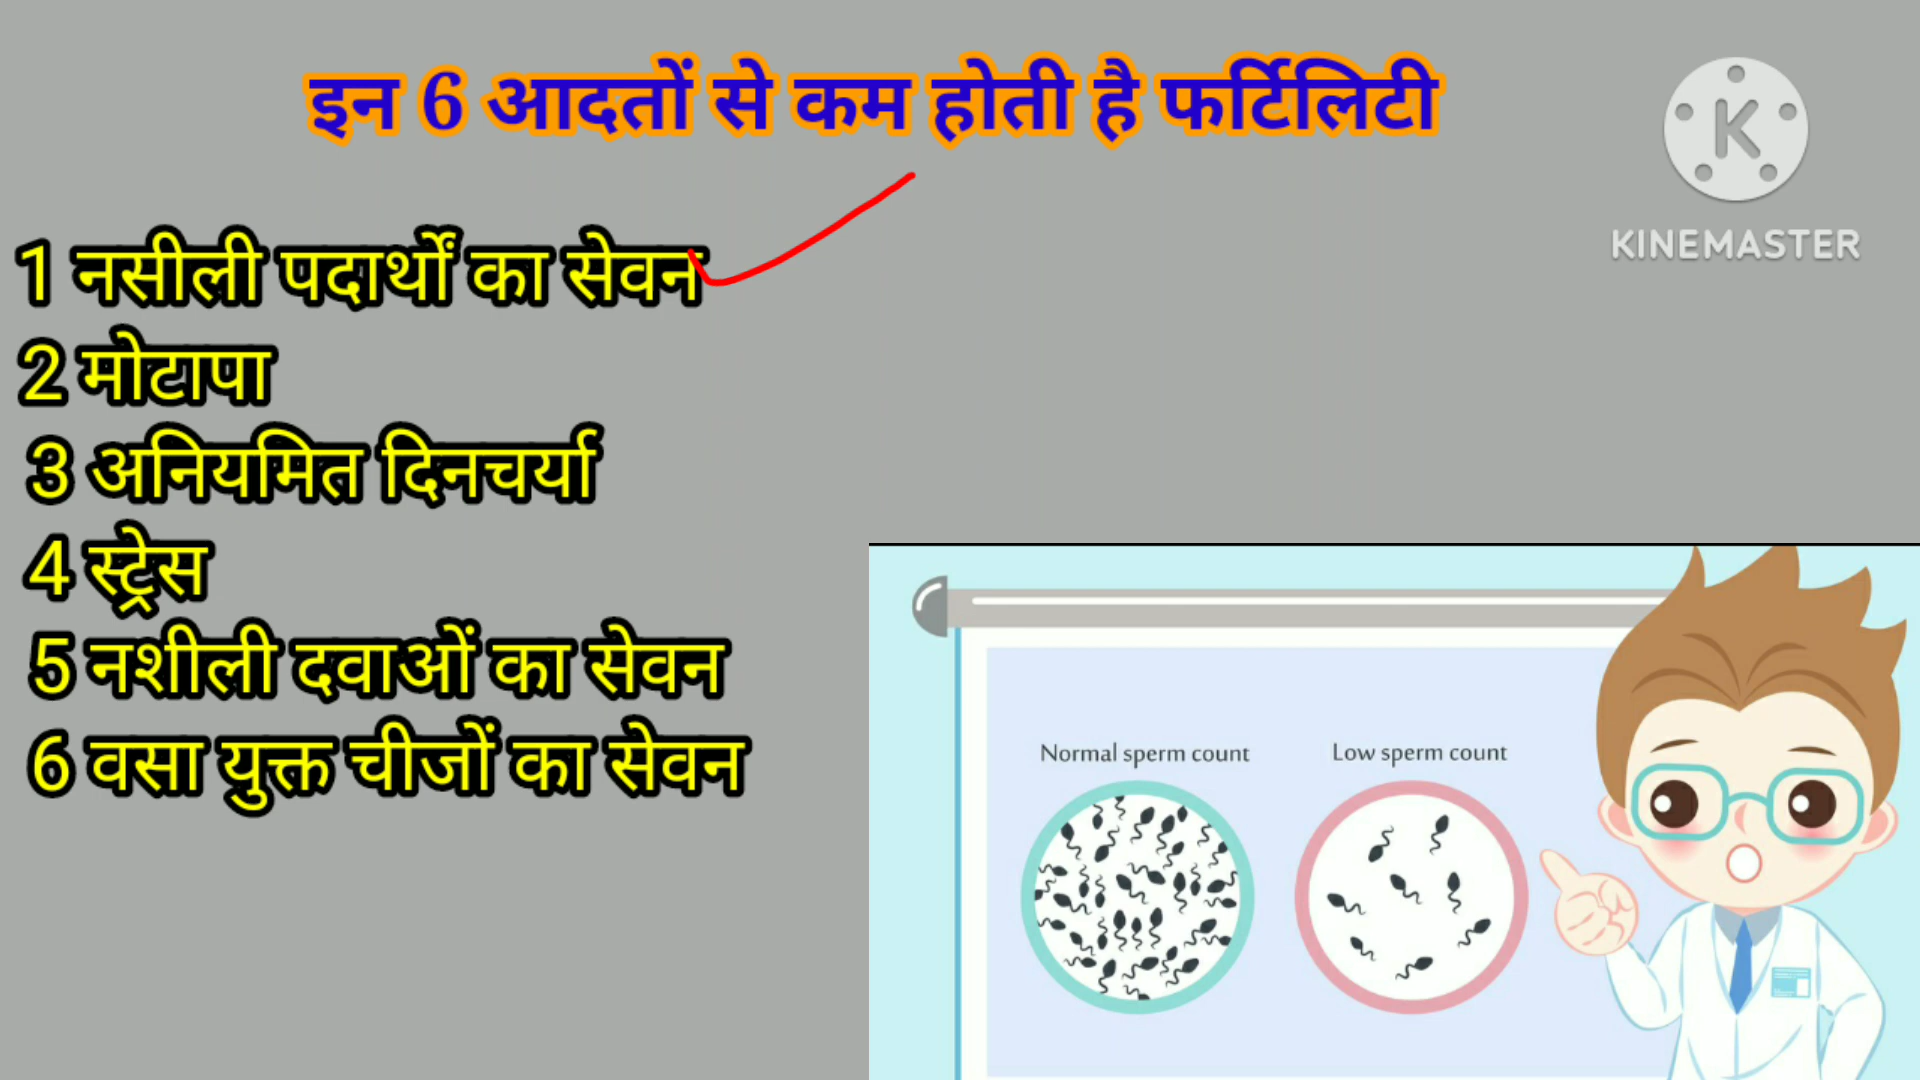 इन 6 आदतों से कम होती है फर्टिलिटी
K
KINEMASTER
1 नसीली पदार्थों का सेवन
2 मोटापा
3 अनियमित दिनचर्या
4 स्ट्रेस
5 नशीली दवाओं का सेवन
6 वसा युक्त चीजों का सेवन
Normal sperm count
Low sperm count